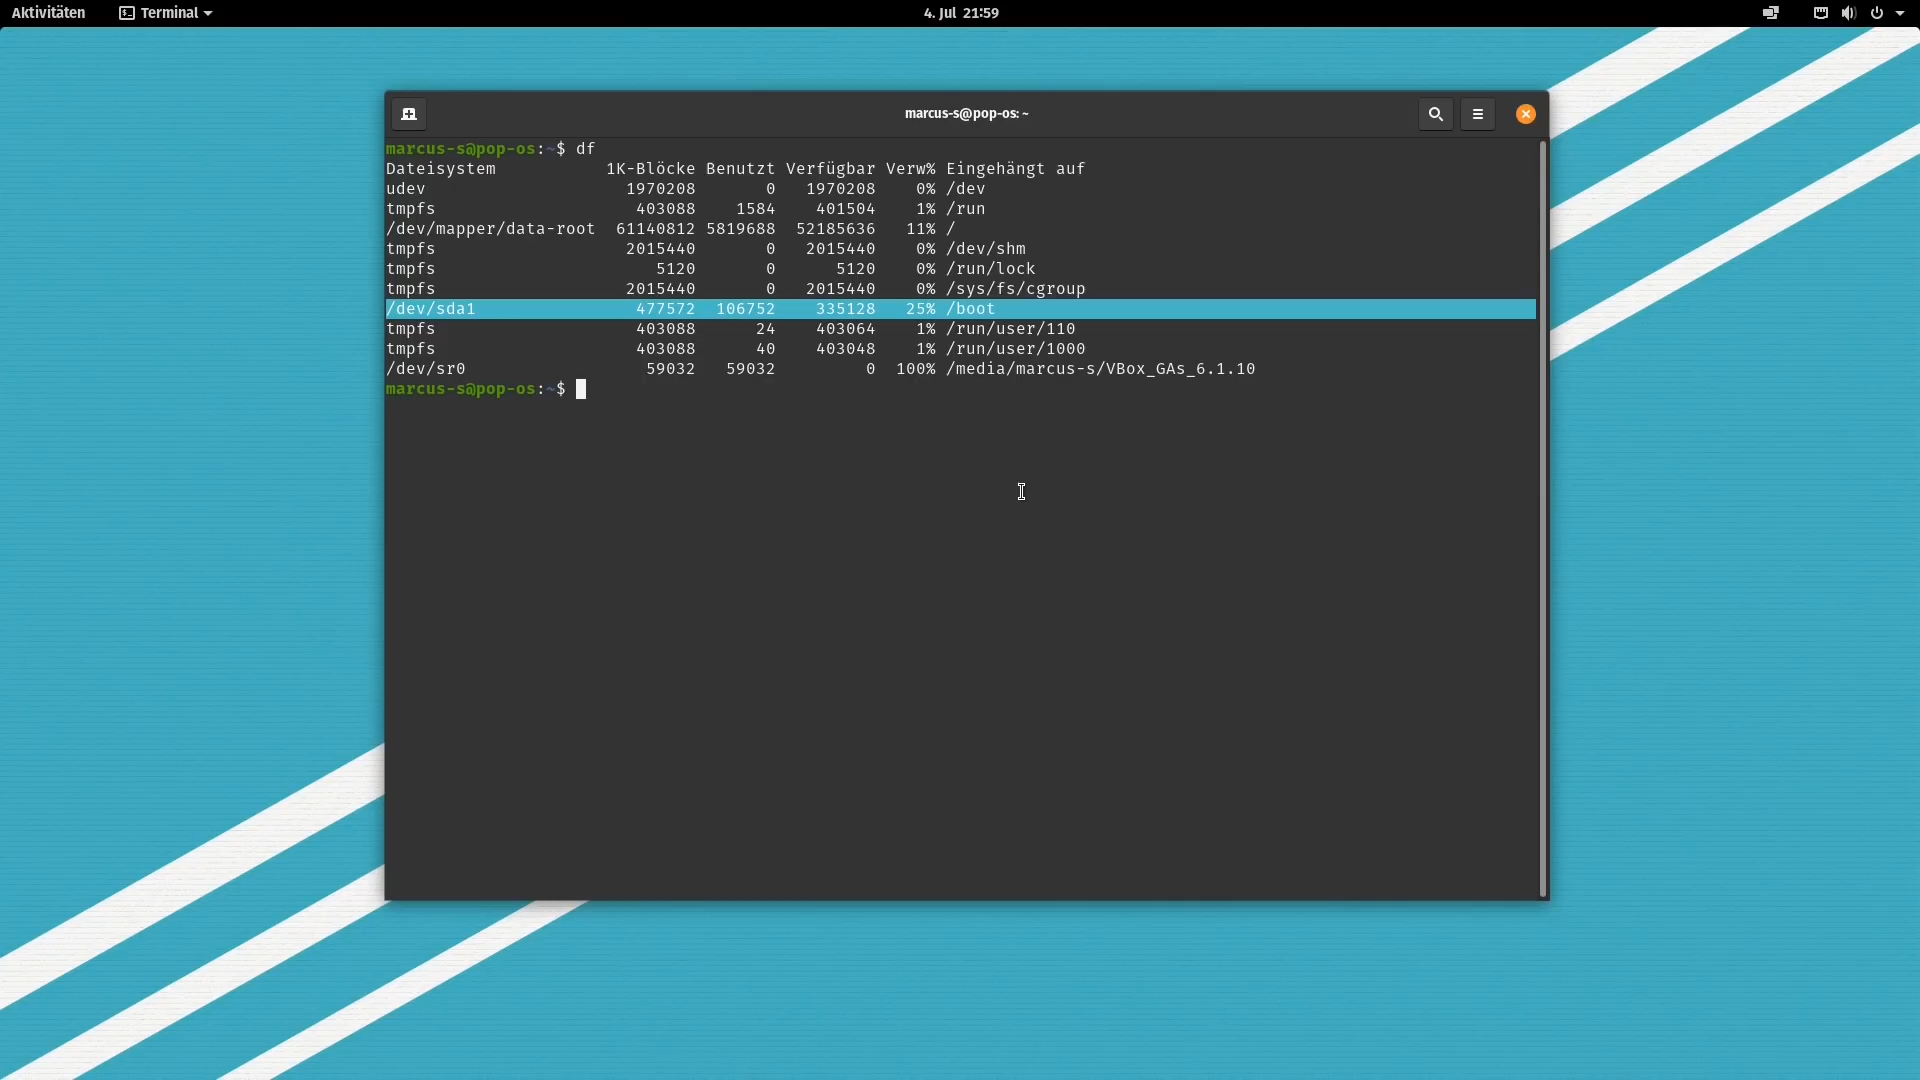 Aktivitäten Terminal 4. Jul 21:59
marcus-s@pop-os: ~
marcus-s@pop-os:~$ df
Dateisystem 1K-Blöcke Benutzt Verfügbar Verw% Eingehängt auf
udev 1970208 0 1970208 0% /dev
tmpfs 403088 1584 401504 1% /run
/dev/mapper/data-root 61140812 5819688 52185636 11% /
tmpfs 2015440 0 2015440 0% /dev/shm
tmpfs 5120 0 5120 0% /run/lock
tmpfs 2015440 0 2015440 0% /sys/fs/cgroup
/dev/sda1 477572 106752 335128 25% /boot
tmpfs 403088 24 403064 1% /run/user/110
tmpfs 403088 40 403048 1% /run/user/1000
/dev/sr0 59032 59032 0 100% /media/marcus-s/VBox_GAs_6.1.10
marcus-s@pop-os:~$